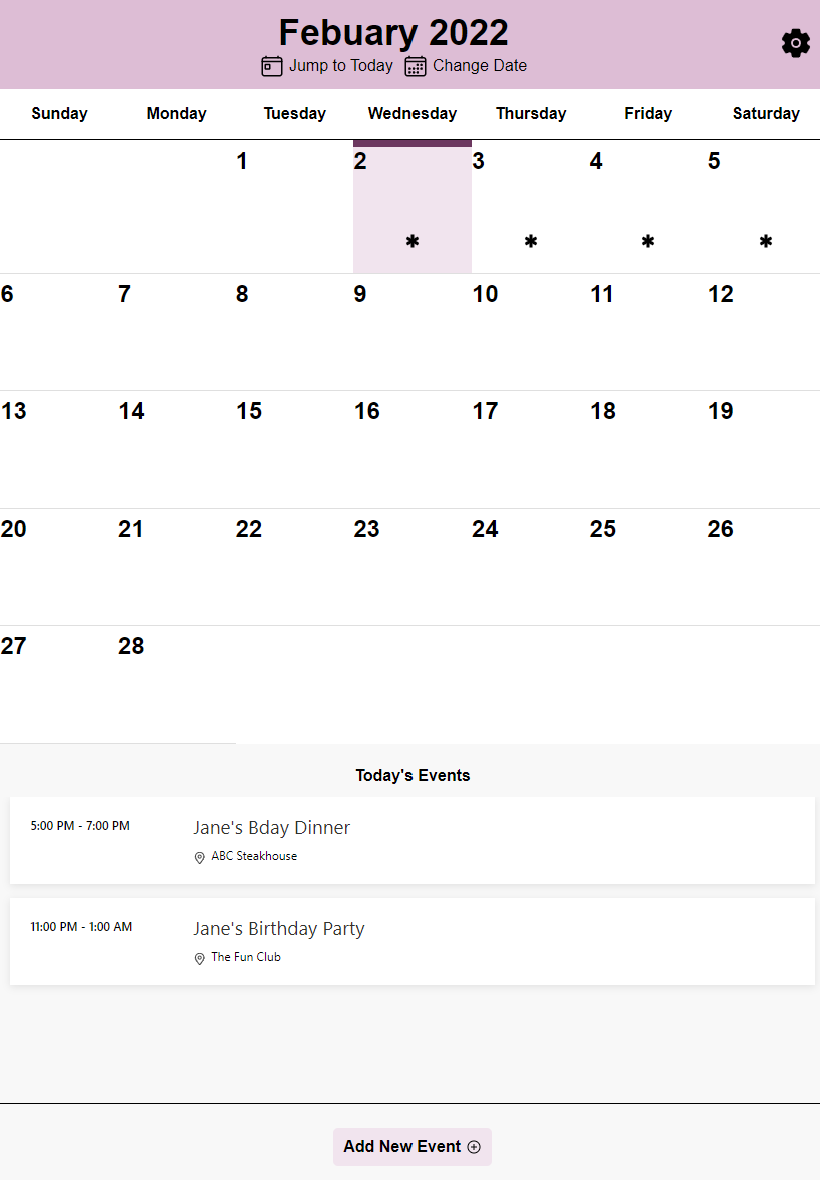 Febuary 2022
Jump to Today Change Date
Sunday Monday Tuesday Wednesday Thursday Friday Saturday
1 2 3 4 5
* * * *
6 7 8 9 10 11 12
13 14 15 16 17 18 19
20 21 22 23 24 25 26
27 28
Today's Events
5:00 PM - 7:00 PM Jane's Bday Dinner
ABC Steakhouse
11:00 PM - 1:00 AM Jane's Birthday Party
The Fun Club
Add New Event